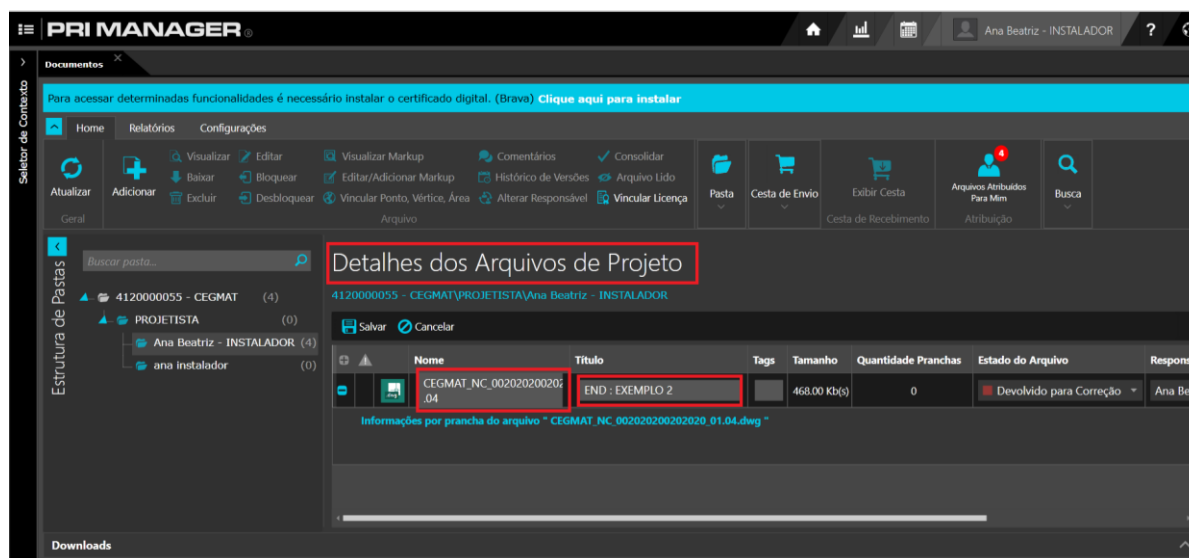 PRI MANAGER®
Ana Beatriz - INSTALADOR
?
Seletor de Contexto
Documentos
Para acessar determinadas funcionalidades é necessário instalar o certificado digital. (Brava) Clique aqui para instalar
Home Relatórios Configurações
Atualizar
Geral
Adicionar
Visualizar Editar
Baixar Bloquear
Excluir Desbloquear
Visualizar Markup Comentários Consolidar
Editar/Adicionar Markup Histórico de Versões Arquivo Lido
Vincular Ponto, Vértice, Área Alterar Responsável Vincular Licença
Arquivo
Pasta
Cesta de Envio
Exibir Cesta
Cesta de Recebimento
4
Arquivos Atribuídos
Para Mim
Atribuição
Busca
Estrutura de Pastas
Buscar pasta...
4120000055 - CEGMAT (4)
PROJETISTA (0)
Ana Beatriz - INSTALADOR (4)
ana instalador (0)
Detalhes dos Arquivos de Projeto
4120000055 - CEGMAT\PROJETISTA\Ana Beatriz - INSTALADOR
Salvar Cancelar
Nome Título Tags Tamanho Quantidade Pranchas Estado do Arquivo Respons
CEGMAT_NC_00202020020
.04
END : EXEMPLO 2 468.00 Kb(s) 0 Devolvido para Correção Ana Be
Informações por prancha do arquivo " CEGMAT_NC_002020200202020_01.04.dwg "
Downloads